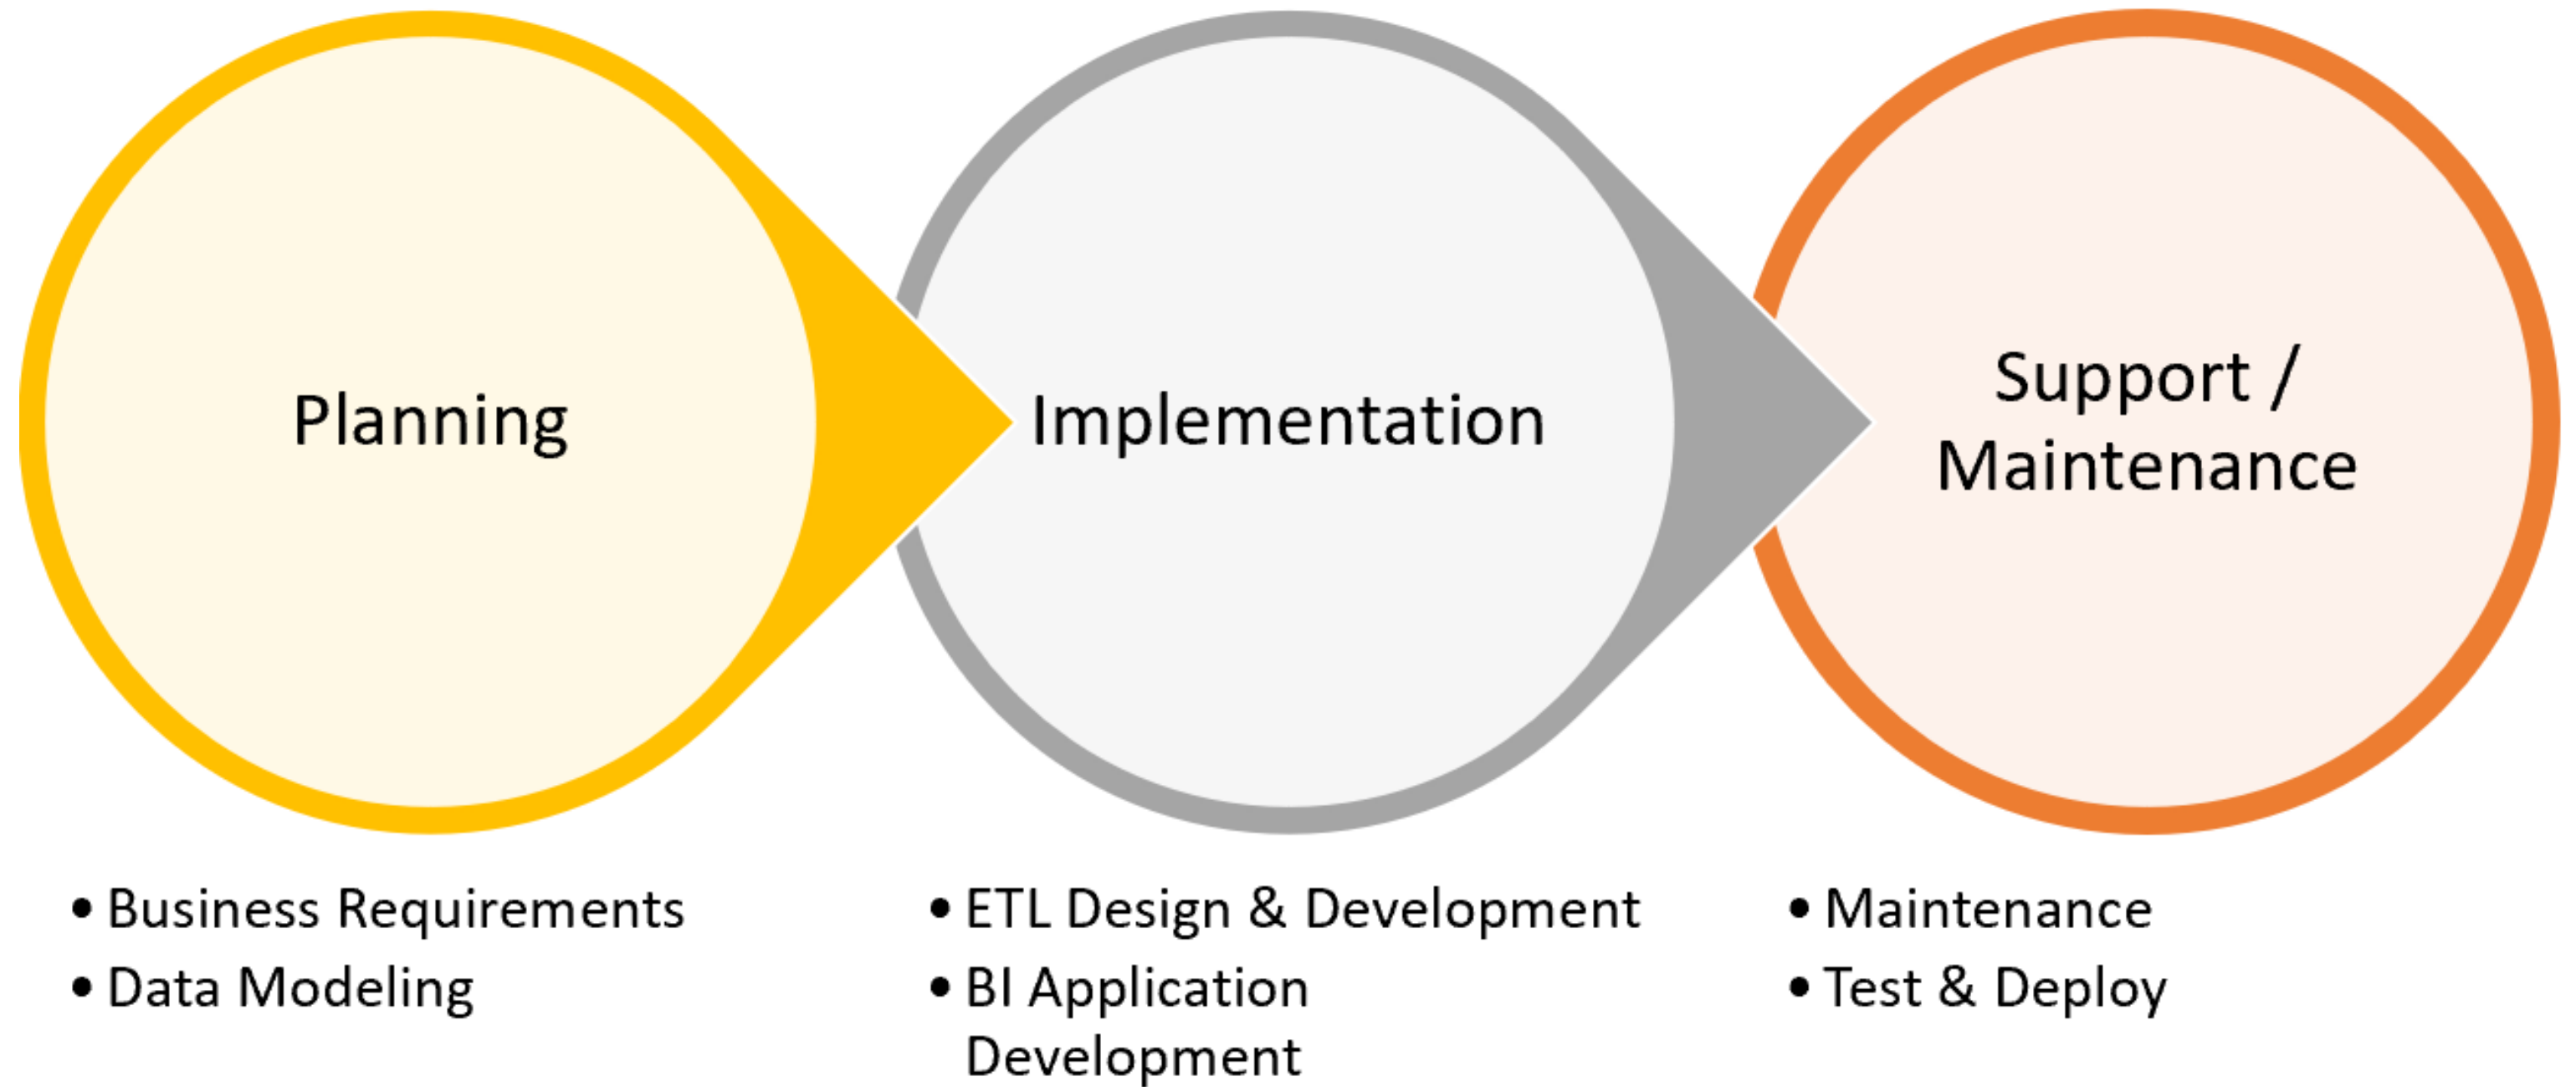 Planning
Implementation
Support /
Maintenance
• Business Requirements
• Data Modeling
• ETL Design & Development
• BI Application
Development
• Maintenance
• Test & Deploy